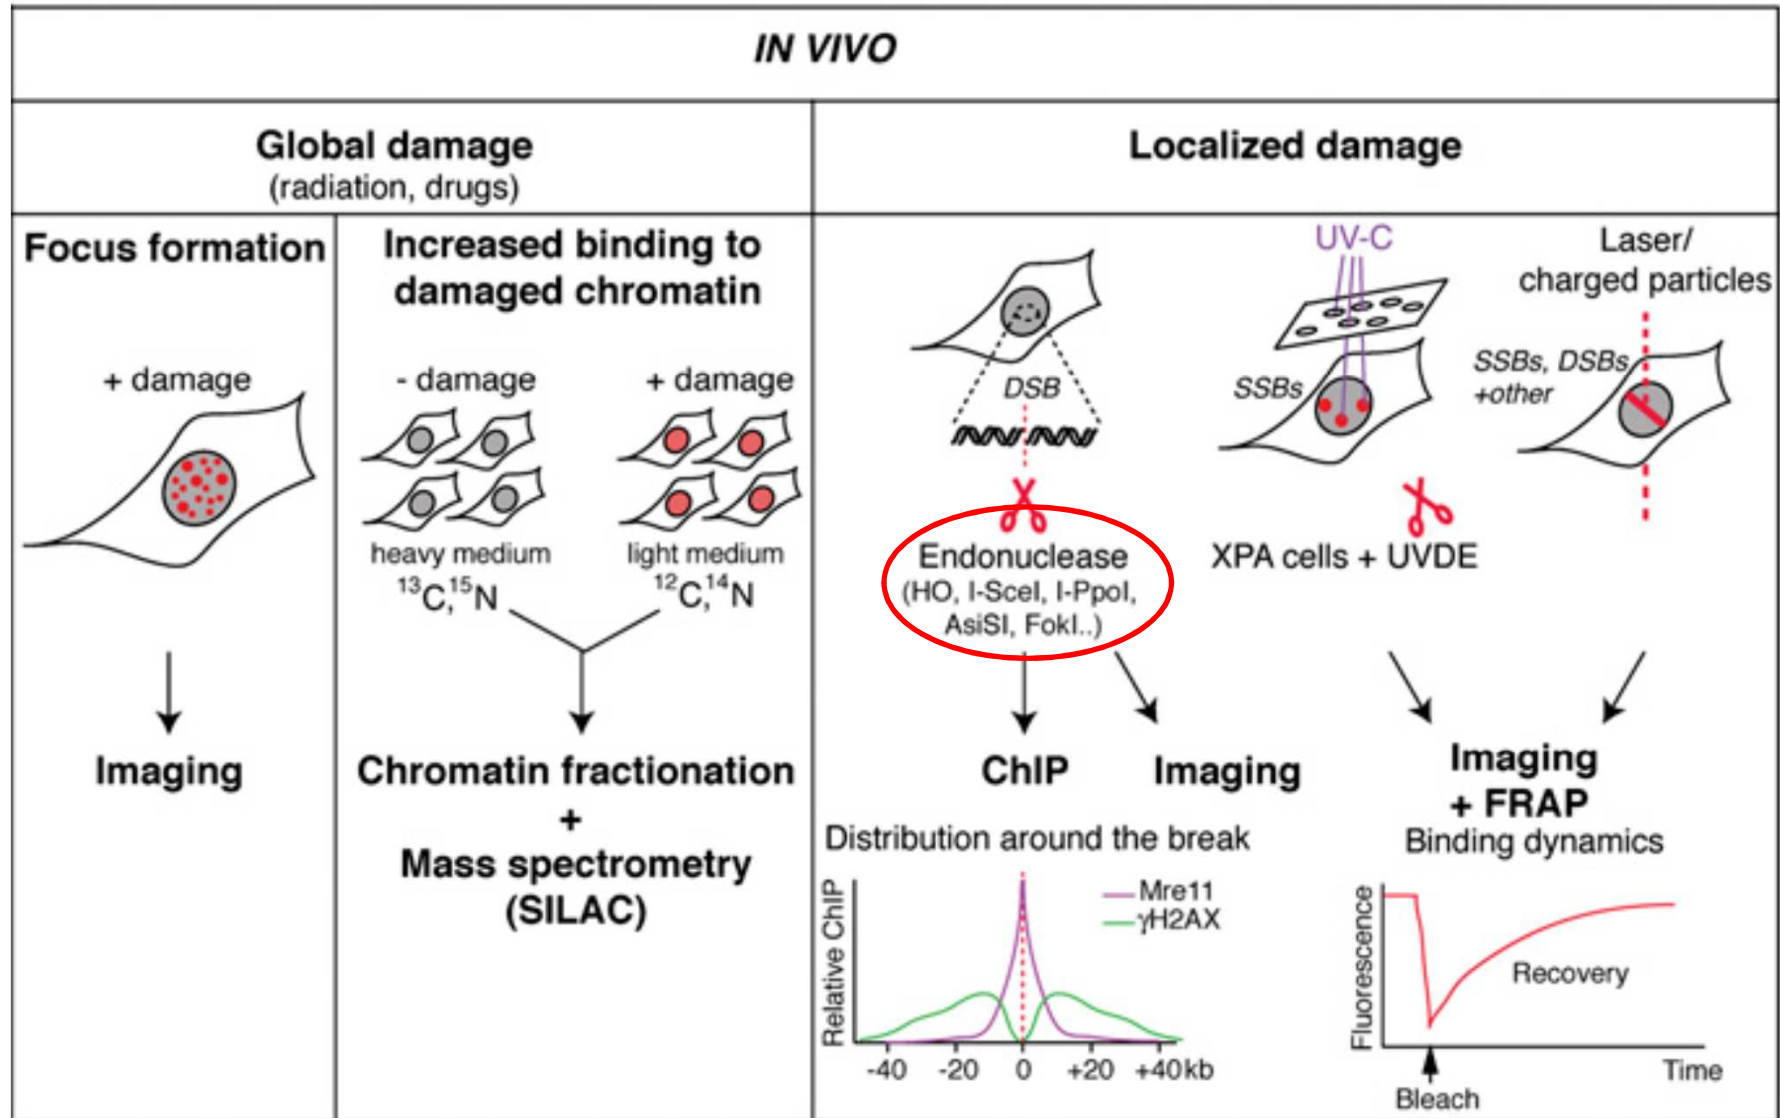 IN VIVO
Global damage
(radiation, drugs)
Localized damage
Focus formation
+ damage
Imaging
Increased binding to
damaged chromatin
- damage
+ damage
heavy medium
¹³C,¹⁵N
light medium
¹²C,¹⁴N
Chromatin fractionation
+
Mass spectrometry
(SILAC)
DSB
Endonuclease
(HO, I-SceI, I-PpoI,
AsiSI, FokI..)
UV-C
SSBs
XPA cells + UVDE
Laser/
charged particles
SSBs, DSBs
+other
ChIP
Imaging
Distribution around the break
Relative ChIP
Mre11
γH2AX
-40 -20 0 +20 +40kb
Imaging
+ FRAP
Binding dynamics
Fluorescence
Recovery
Time
Bleach